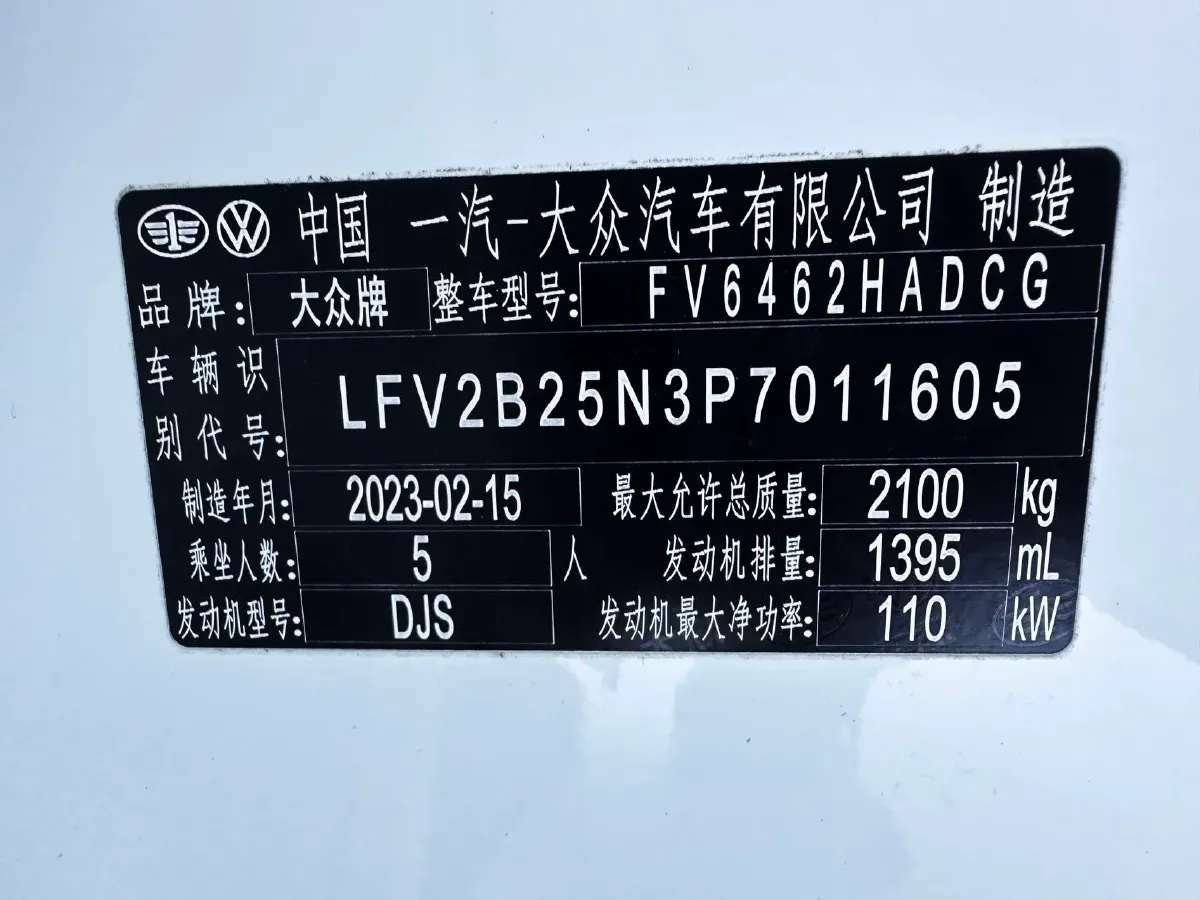 中国 一汽-大众汽车有限公司 制造
品牌: 大众牌 整车型号: FV6462HADCG
车辆识别代号: LFV2B25N3P7011605
制造年月: 2023-02-15 最大允许总质量: 2100 kg
乘坐人数: 5 人 发动机排量: 1395 mL
发动机型号: DJS 发动机最大净功率: 110 kW